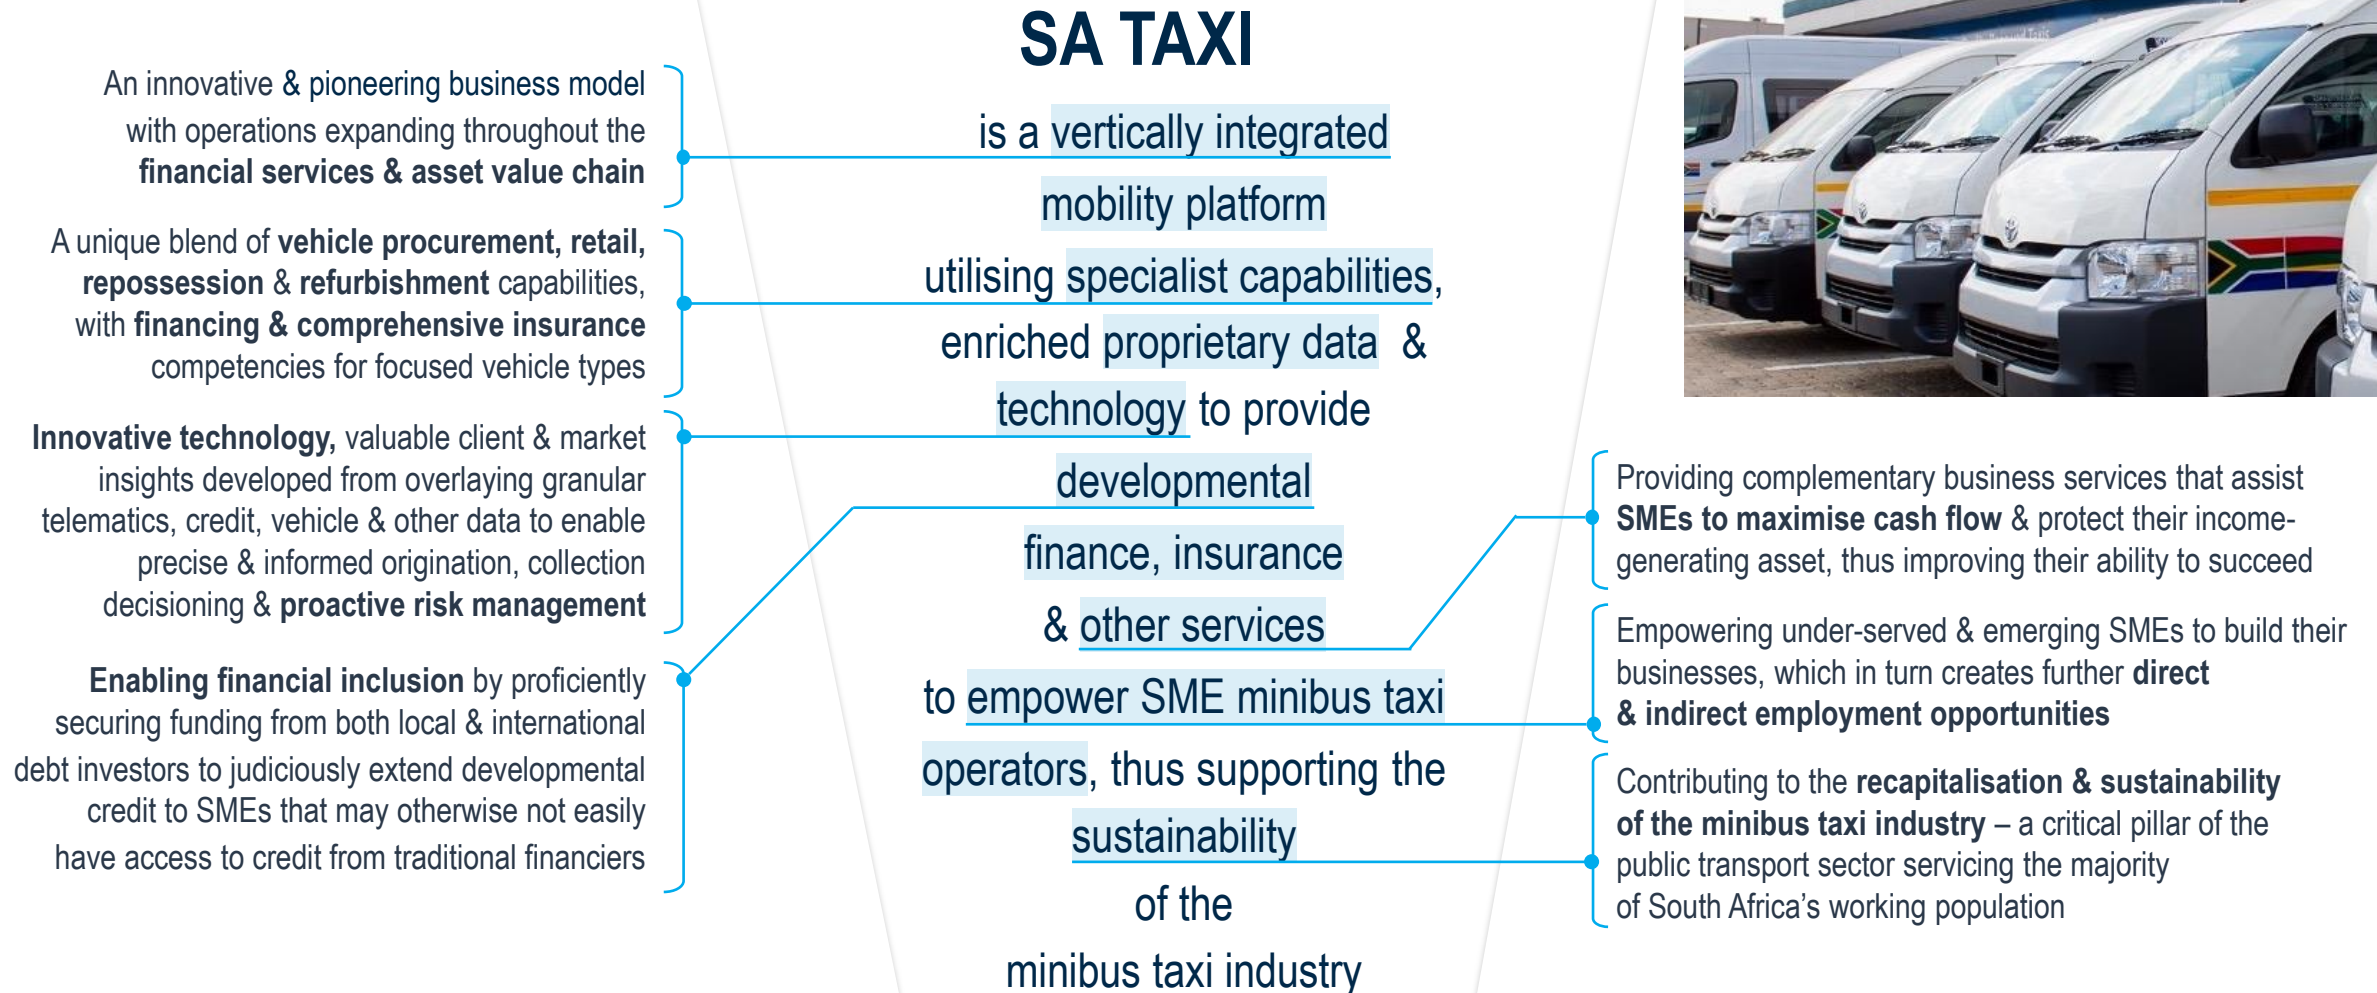 SA TAXI
is a vertically integrated
mobility platform
utilising specialist capabilities,
enriched proprietary data &
technology to provide
developmental
finance, insurance
& other services
to empower SME minibus taxi
operators, thus supporting the
sustainability
of the
minibus taxi industry
An innovative & pioneering business model
with operations expanding throughout the
financial services & asset value chain
A unique blend of vehicle procurement, retail,
repossession & refurbishment capabilities,
with financing & comprehensive insurance
competencies for focused vehicle types
Innovative technology, valuable client & market
insights developed from overlaying granular
telematics, credit, vehicle & other data to enable
precise & informed origination, collection
decisioning & proactive risk management
Enabling financial inclusion by proficiently
securing funding from both local & international
debt investors to judiciously extend developmental
credit to SMEs that may otherwise not easily
have access to credit from traditional financiers
Providing complementary business services that assist
SMEs to maximise cash flow & protect their income-
generating asset, thus improving their ability to succeed
Empowering under-served & emerging SMEs to build their
businesses, which in turn creates further direct
& indirect employment opportunities
Contributing to the recapitalisation & sustainability
of the minibus taxi industry – a critical pillar of the
public transport sector servicing the majority
of South Africa's working population